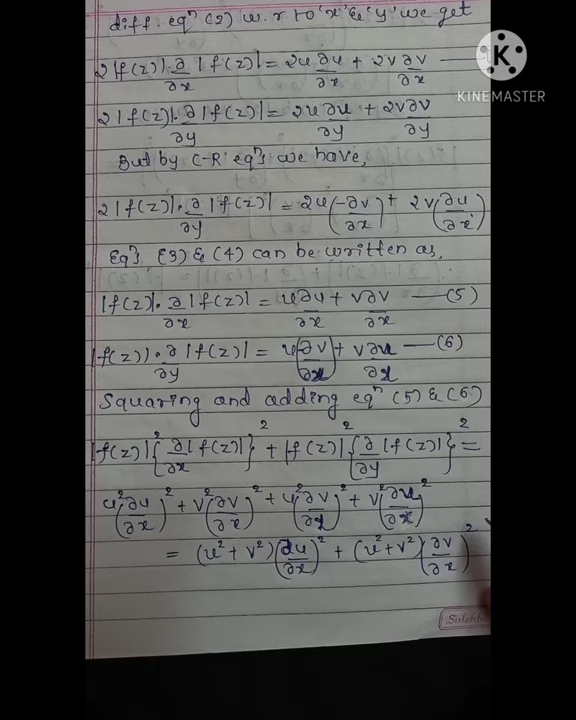 diff. eqⁿ (2) w.r to 'x' & 'y' we get
2|f(z)|.∂/∂x |f(z)| = 2u ∂u/∂x + 2v ∂v/∂x —
K
KINEMASTER
2|f(z)|.∂/∂y |f(z)| = 2u ∂u/∂y + 2v ∂v/∂y
But by C-R eqⁿs we have,
2|f(z)|.∂/∂y |f(z)| = 2u(-∂v/∂x) + 2v(∂u/∂x)
Eqⁿs (3) & (4) can be written as,
|f(z)|.∂/∂x |f(z)| = u∂u/∂x + v∂v/∂x —(5)
|f(z)|.∂/∂y |f(z)| = u(∂v/∂x) + v∂u/∂x —(6)
Squaring and adding eqⁿ (5) & (6)
|f(z)|²{∂/∂x |f(z)|}² + |f(z)|²{∂/∂y |f(z)|}² =
u²(∂u/∂x)² + v²(∂v/∂x)² + u²(∂v/∂x)² + v²(∂u/∂x)²
= (u²+v²)(∂u/∂x)² + (u²+v²)(∂v/∂x)²